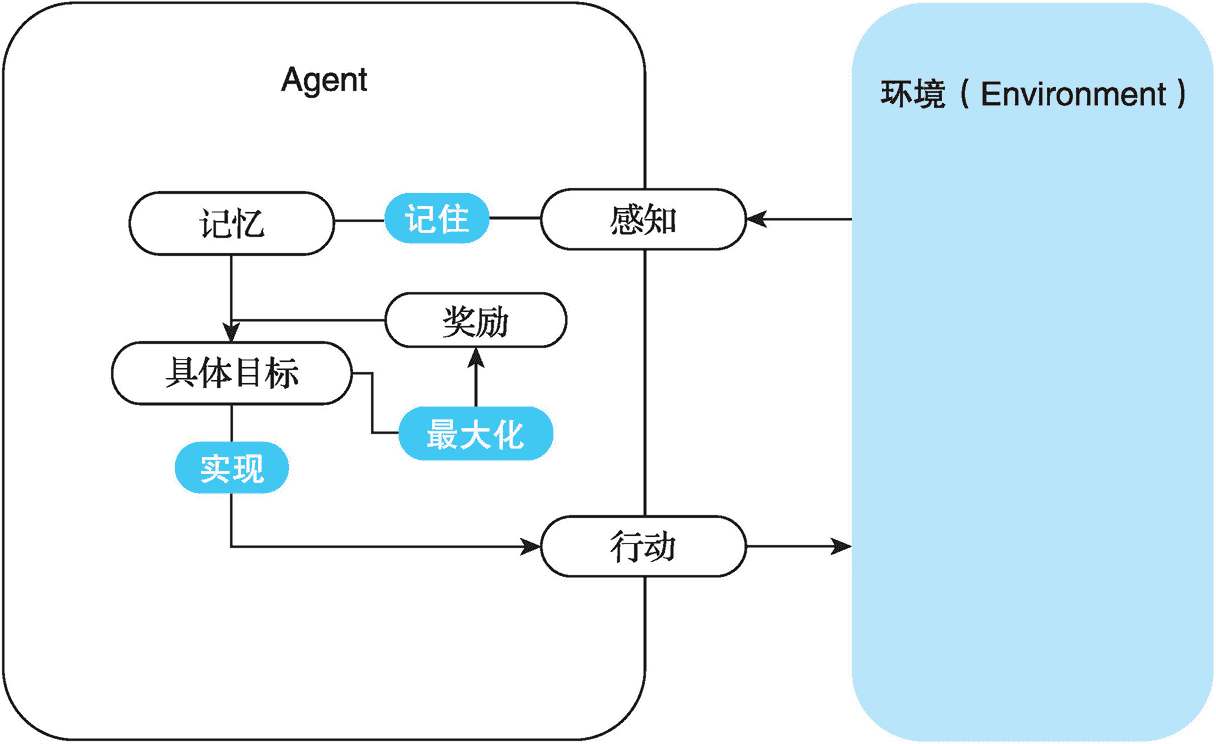 Agent
环境（Environment）
记忆
记住
感知
奖励
具体目标
最大化
实现
行动